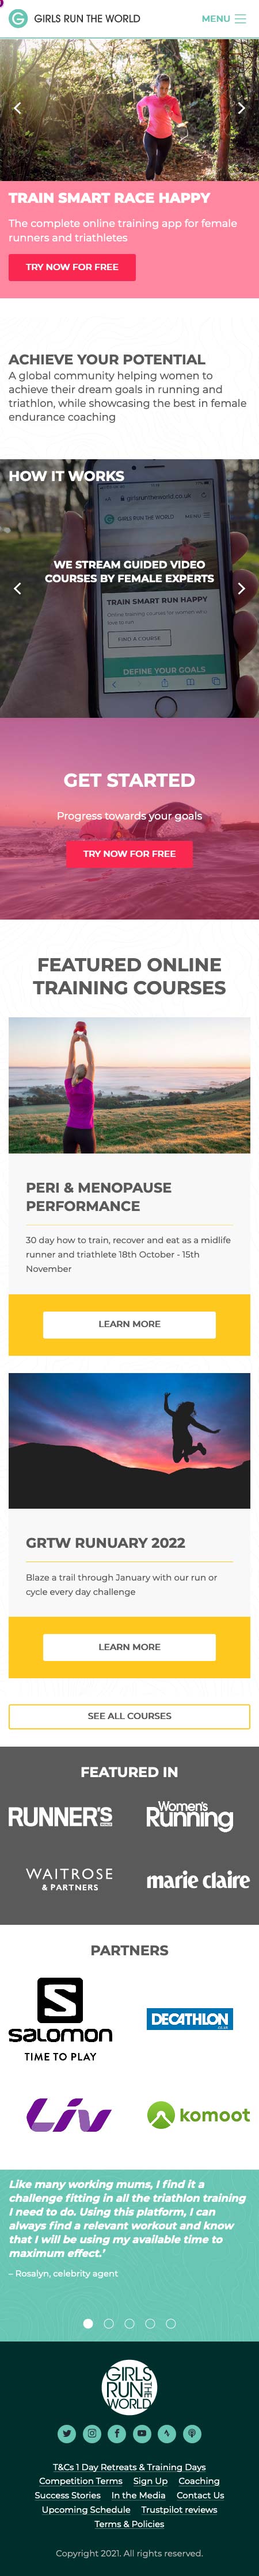 GIRLS RUN THE WORLD
MENU
TRAIN SMART RACE HAPPY
The complete online training app for female
runners and triathletes
TRY NOW FOR FREE
ACHIEVE YOUR POTENTIAL
A global community helping women to
achieve their dream goals in running and
triathlon, while showcasing the best in female
endurance coaching
HOW IT WORKS
girlsruntheworld.co.uk
GIRLS RUN THE WORLD
MENU
WE STREAM GUIDED VIDEO
COURSES BY FEMALE EXPERTS
TRAIN SMART RUN HAPPY
FIND A COURSE
DEFINE YOUR GOALS
GET STARTED
Progress towards your goals
TRY NOW FOR FREE
FEATURED ONLINE
TRAINING COURSES
PERI & MENOPAUSE
PERFORMANCE
30 day how to train, recover and eat as a midlife
runner and triathlete 18th October - 15th
November
LEARN MORE
GRTW RUNUARY 2022
Blaze a trail through January with our run or
cycle every day challenge
LEARN MORE
SEE ALL COURSES
FEATURED IN
RUNNER'S
WORLD
Women's
Running
WAITROSE
& PARTNERS
marie claire
PARTNERS
SALOMON
TIME TO PLAY
DECATHLON
Liv
komoot
Like many working mums, I find it a
challenge fitting in all the triathlon training
I need to do. Using this platform, I can
always find a relevant workout and know
that I will be using my available time to
maximum effect.'
– Rosalyn, celebrity agent
GIRLS
RUN THE
WORLD
T&Cs 1 Day Retreats & Training Days
Competition Terms Sign Up Coaching
Success Stories In the Media Contact Us
Upcoming Schedule Trustpilot reviews
Terms & Policies
Copyright 2021. All rights reserved.